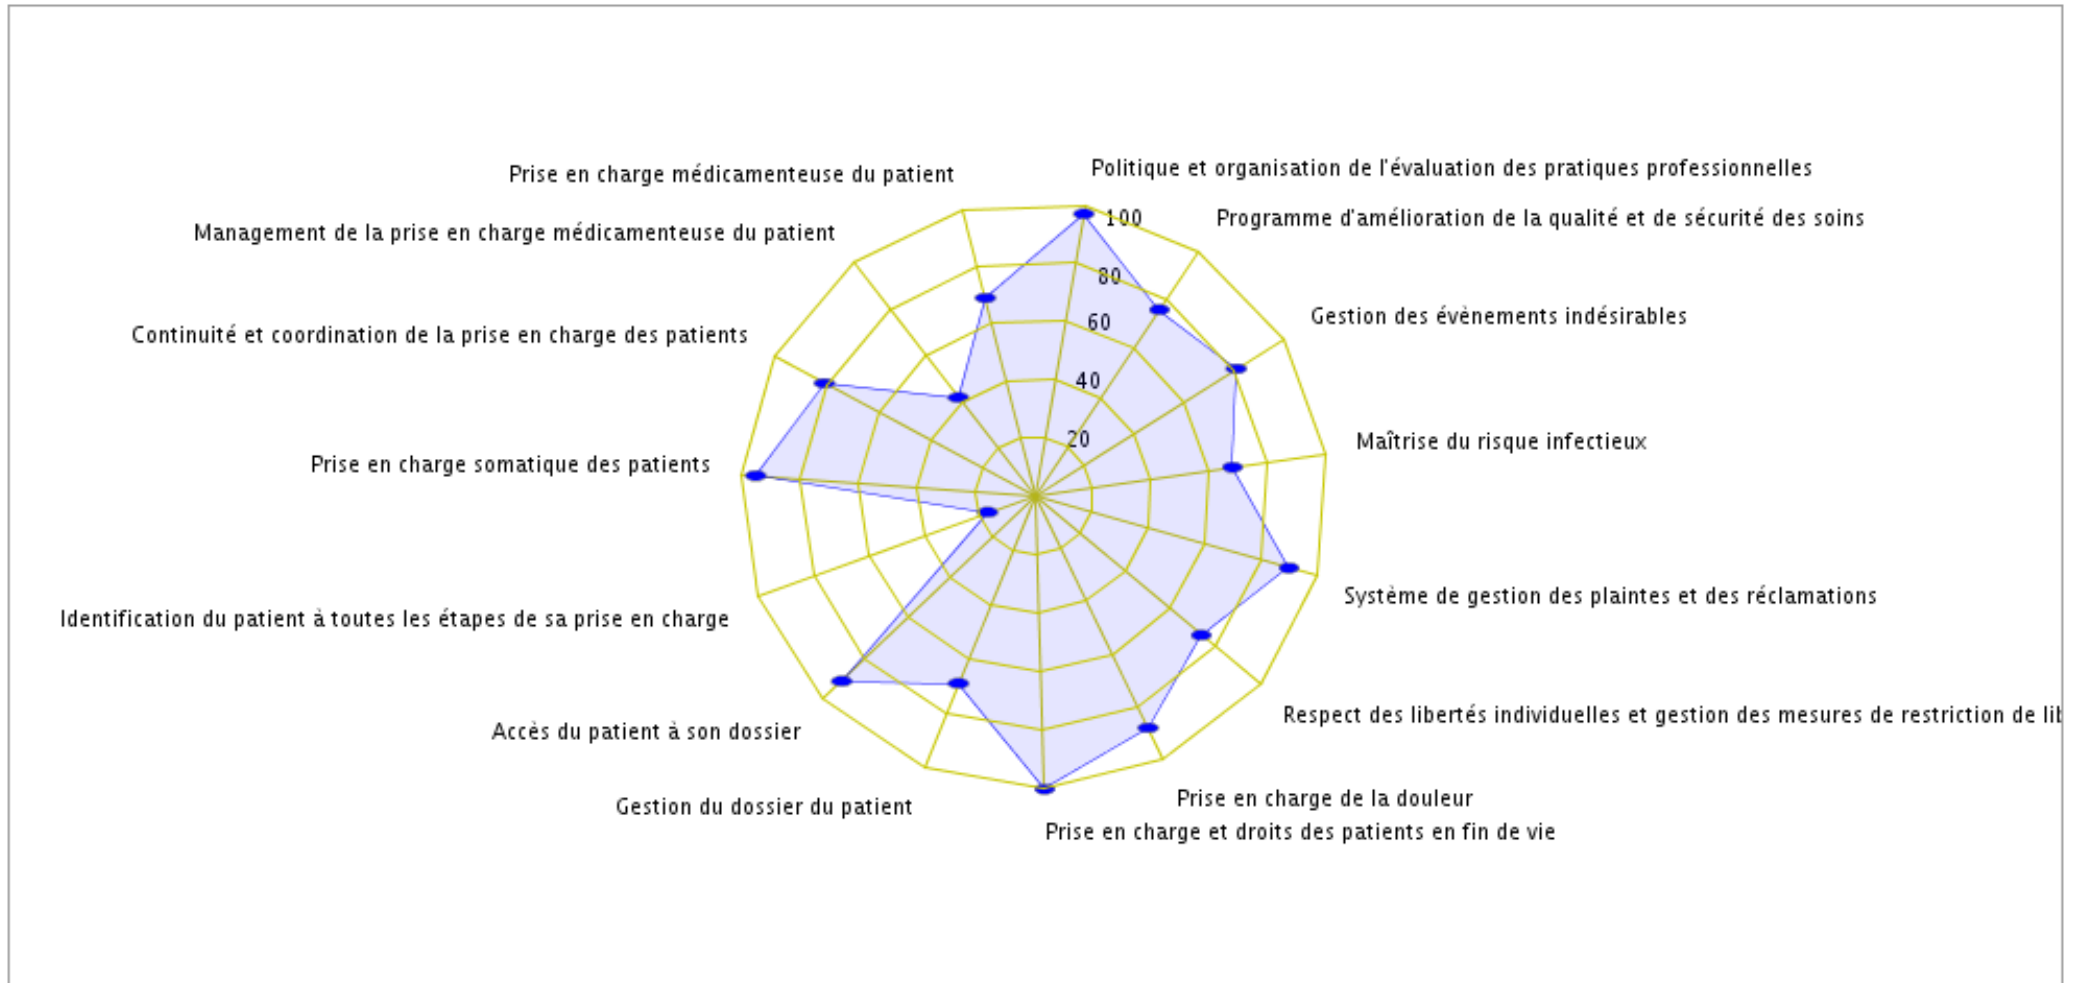 Politique et organisation de l'évaluation des pratiques professionnelles
Prise en charge médicamenteuse du patient
100
Programme d'amélioration de la qualité et de sécurité des soins
Management de la prise en charge médicamenteuse du patient
80
Gestion des évènements indésirables
60
Continuité et coordination de la prise en charge des patients
40
20
Maîtrise du risque infectieux
Prise en charge somatique des patients
Système de gestion des plaintes et des réclamations
Identification du patient à toutes les étapes de sa prise en charge
Respect des libertés individuelles et gestion des mesures de restriction de
Accès du patient à son dossier
Prise en charge de la douleur
Gestion du dossier du patient
Prise en charge et droits des patients en fin de vie